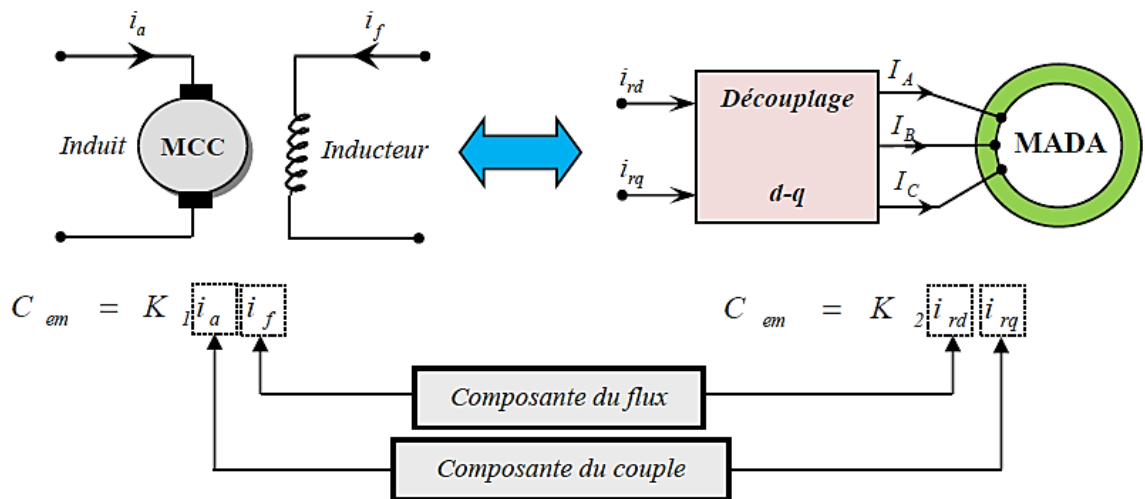 i_a
i_f
Induit
MCC
Inducteur
i_rd
i_rq
Découplage
d-q
I_A
I_B
I_C
MADA
C_em = K_1 i_a i_f
C_em = K_2 i_rd i_rq
Composante du flux
Composante du couple